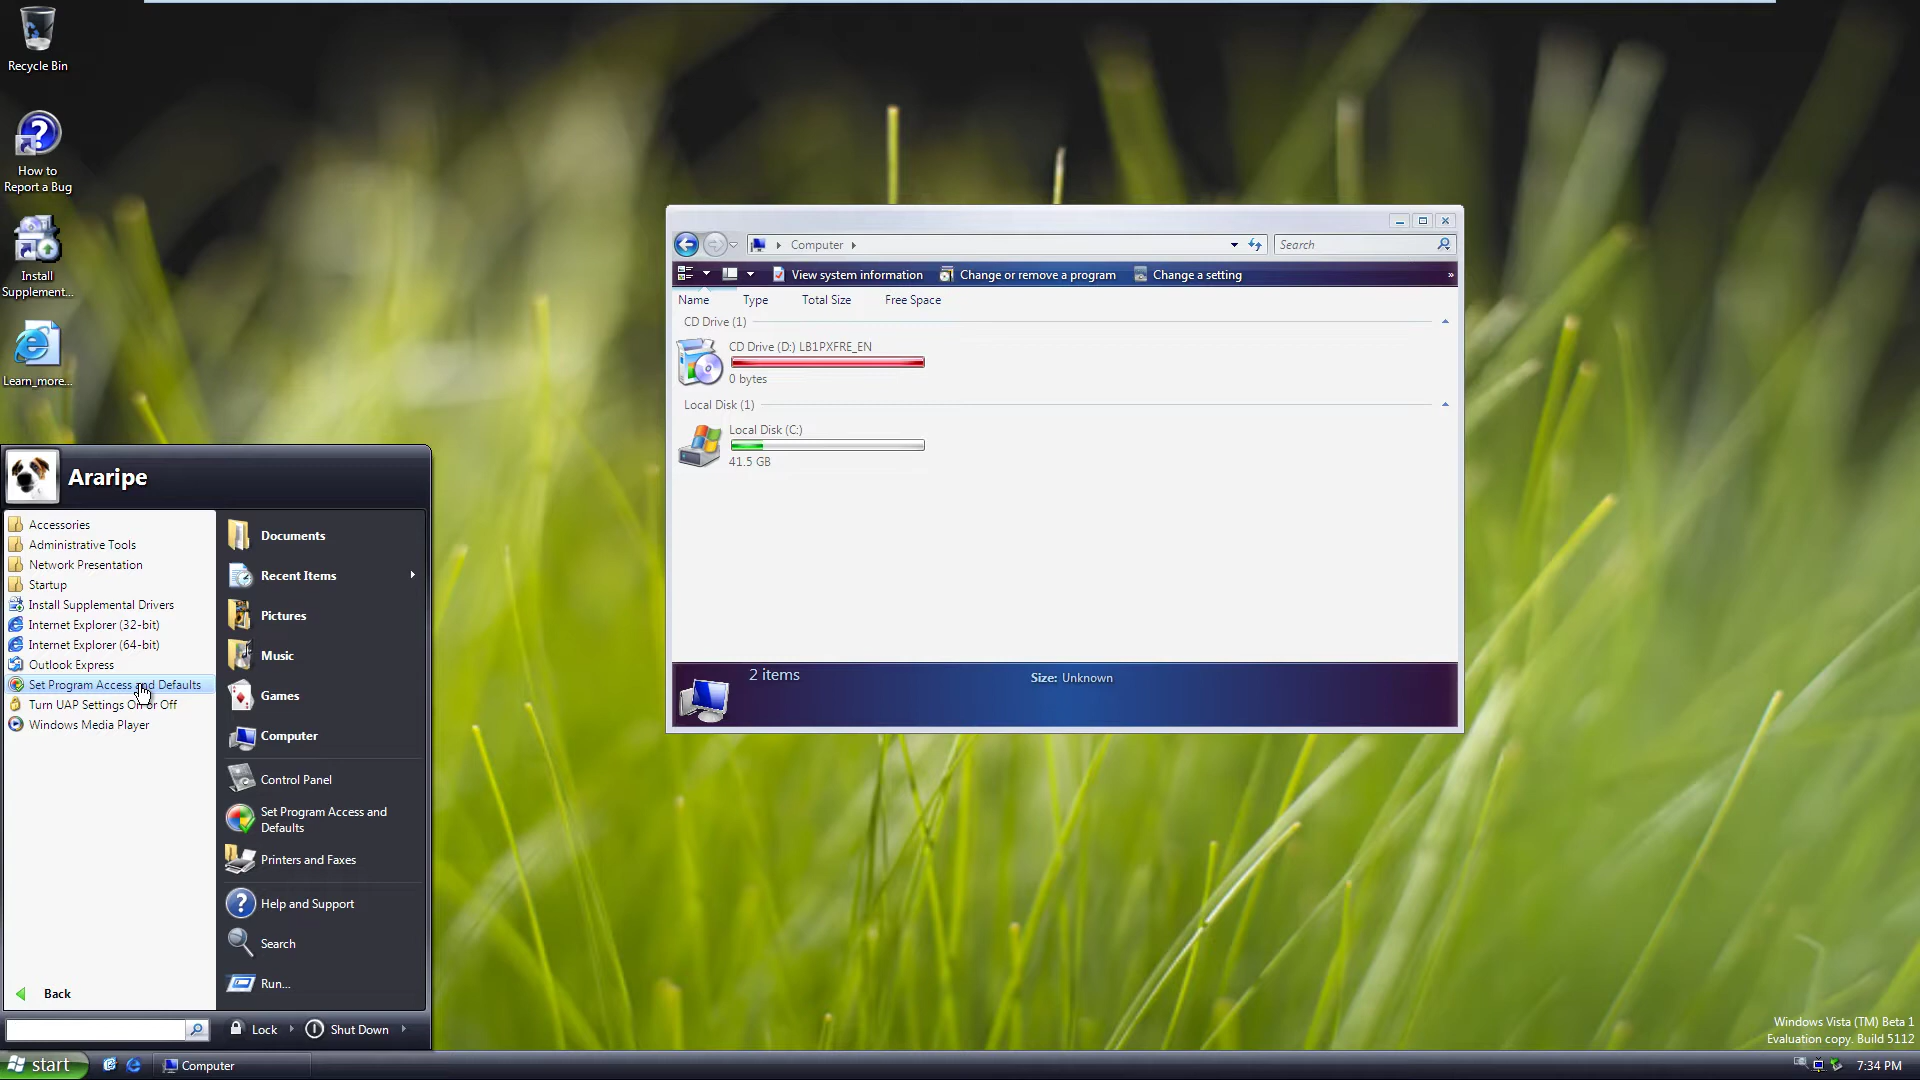 Recycle Bin
How to
Report a Bug
Install
Supplement...
Learn_more...
Computer
Search
View system information
Change or remove a program
Change a setting
»
Name
Type
Total Size
Free Space
CD Drive (1)
CD Drive (D:) LB1PXFRE_EN
0 bytes
Local Disk (1)
Local Disk (C:)
41.5 GB
2 items
Size: Unknown
Araripe
Accessories
Administrative Tools
Network Presentation
Startup
Install Supplemental Drivers
Internet Explorer (32-bit)
Internet Explorer (64-bit)
Outlook Express
Set Program Access and Defaults
Turn UAP Settings On or Off
Windows Media Player
Back
Documents
Recent Items
Pictures
Music
Games
Computer
Control Panel
Set Program Access and
Defaults
Printers and Faxes
Help and Support
Search
Run...
Lock
Shut Down
Windows Vista (TM) Beta 1
Evaluation copy. Build 5112
start
Computer
7:34 PM